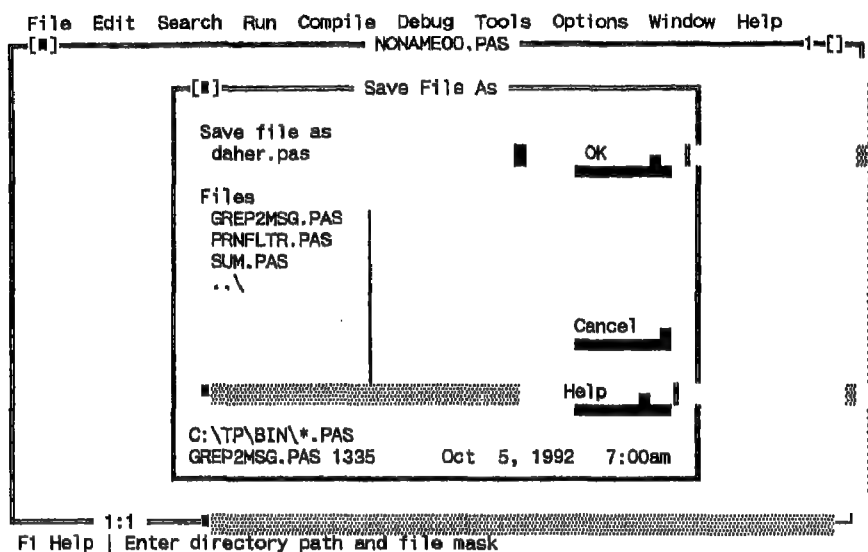 File Edit Search Run Compile Debug Tools Options Window Help
[■] NONAME00.PAS 1=[]
[■] Save File As
Save file as
daher.pas
OK
Files
GREP2MSG.PAS
PRNFLTR.PAS
SUM.PAS
..\
Cancel
Help
C:\TP\BIN\*.PAS
GREP2MSG.PAS 1335 Oct 5, 1992 7:00am
1:1
F1 Help | Enter directory path and file mask